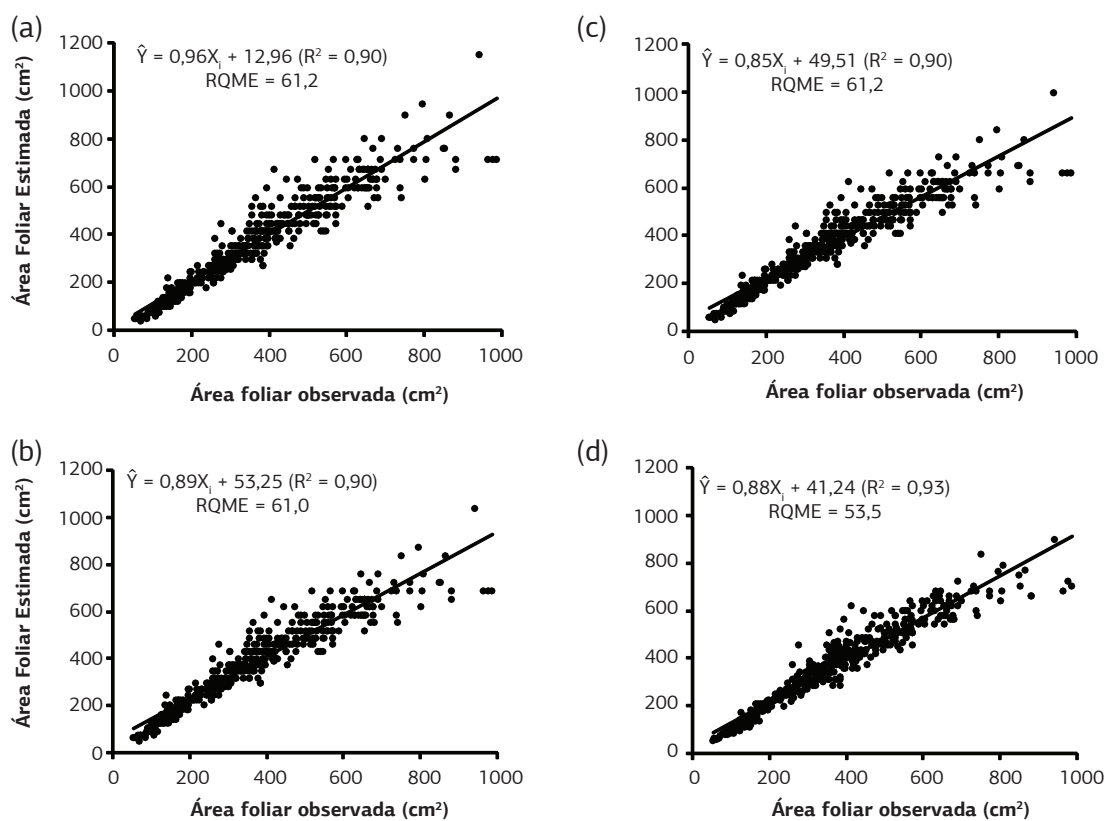 (a)
Ŷ = 0,96Xi + 12,96 (R² = 0,90)
RQME = 61,2
Área Foliar Estimada (cm²)
1200
1000
800
600
400
200
0
0 200 400 600 800 1000
Área foliar observada (cm²)
(c)
Ŷ = 0,85Xi + 49,51 (R² = 0,90)
RQME = 61,2
1200
1000
800
600
400
200
0
0 200 400 600 800 1000
Área foliar observada (cm²)
(b)
Ŷ = 0,89Xi + 53,25 (R² = 0,90)
RQME = 61,0
Área Foliar Estimada (cm²)
1200
1000
800
600
400
200
0
0 200 400 600 800 1000
Área foliar observada (cm²)
(d)
Ŷ = 0,88Xi + 41,24 (R² = 0,93)
RQME = 53,5
1200
1000
800
600
400
200
0
0 200 400 600 800 1000
Área foliar observada (cm²)